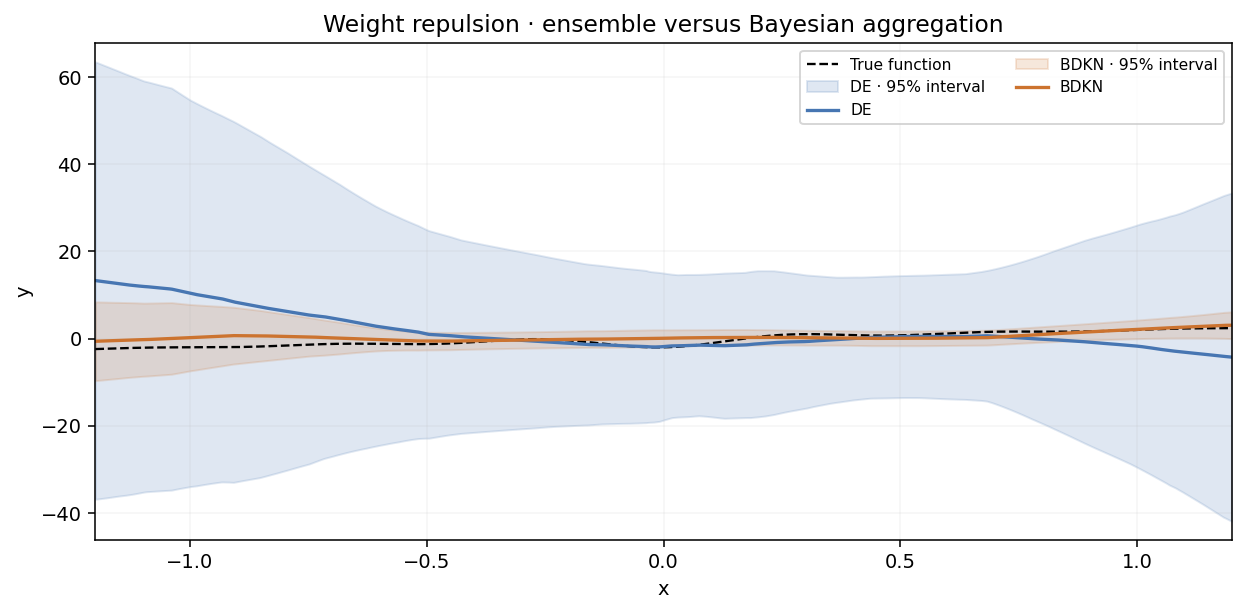 Weight repulsion · ensemble versus Bayesian aggregation
True function
DE · 95% interval
DE
BDKN · 95% interval
BDKN
y
60
40
20
0
−20
−40
−1.0
−0.5
0.0
0.5
1.0
x